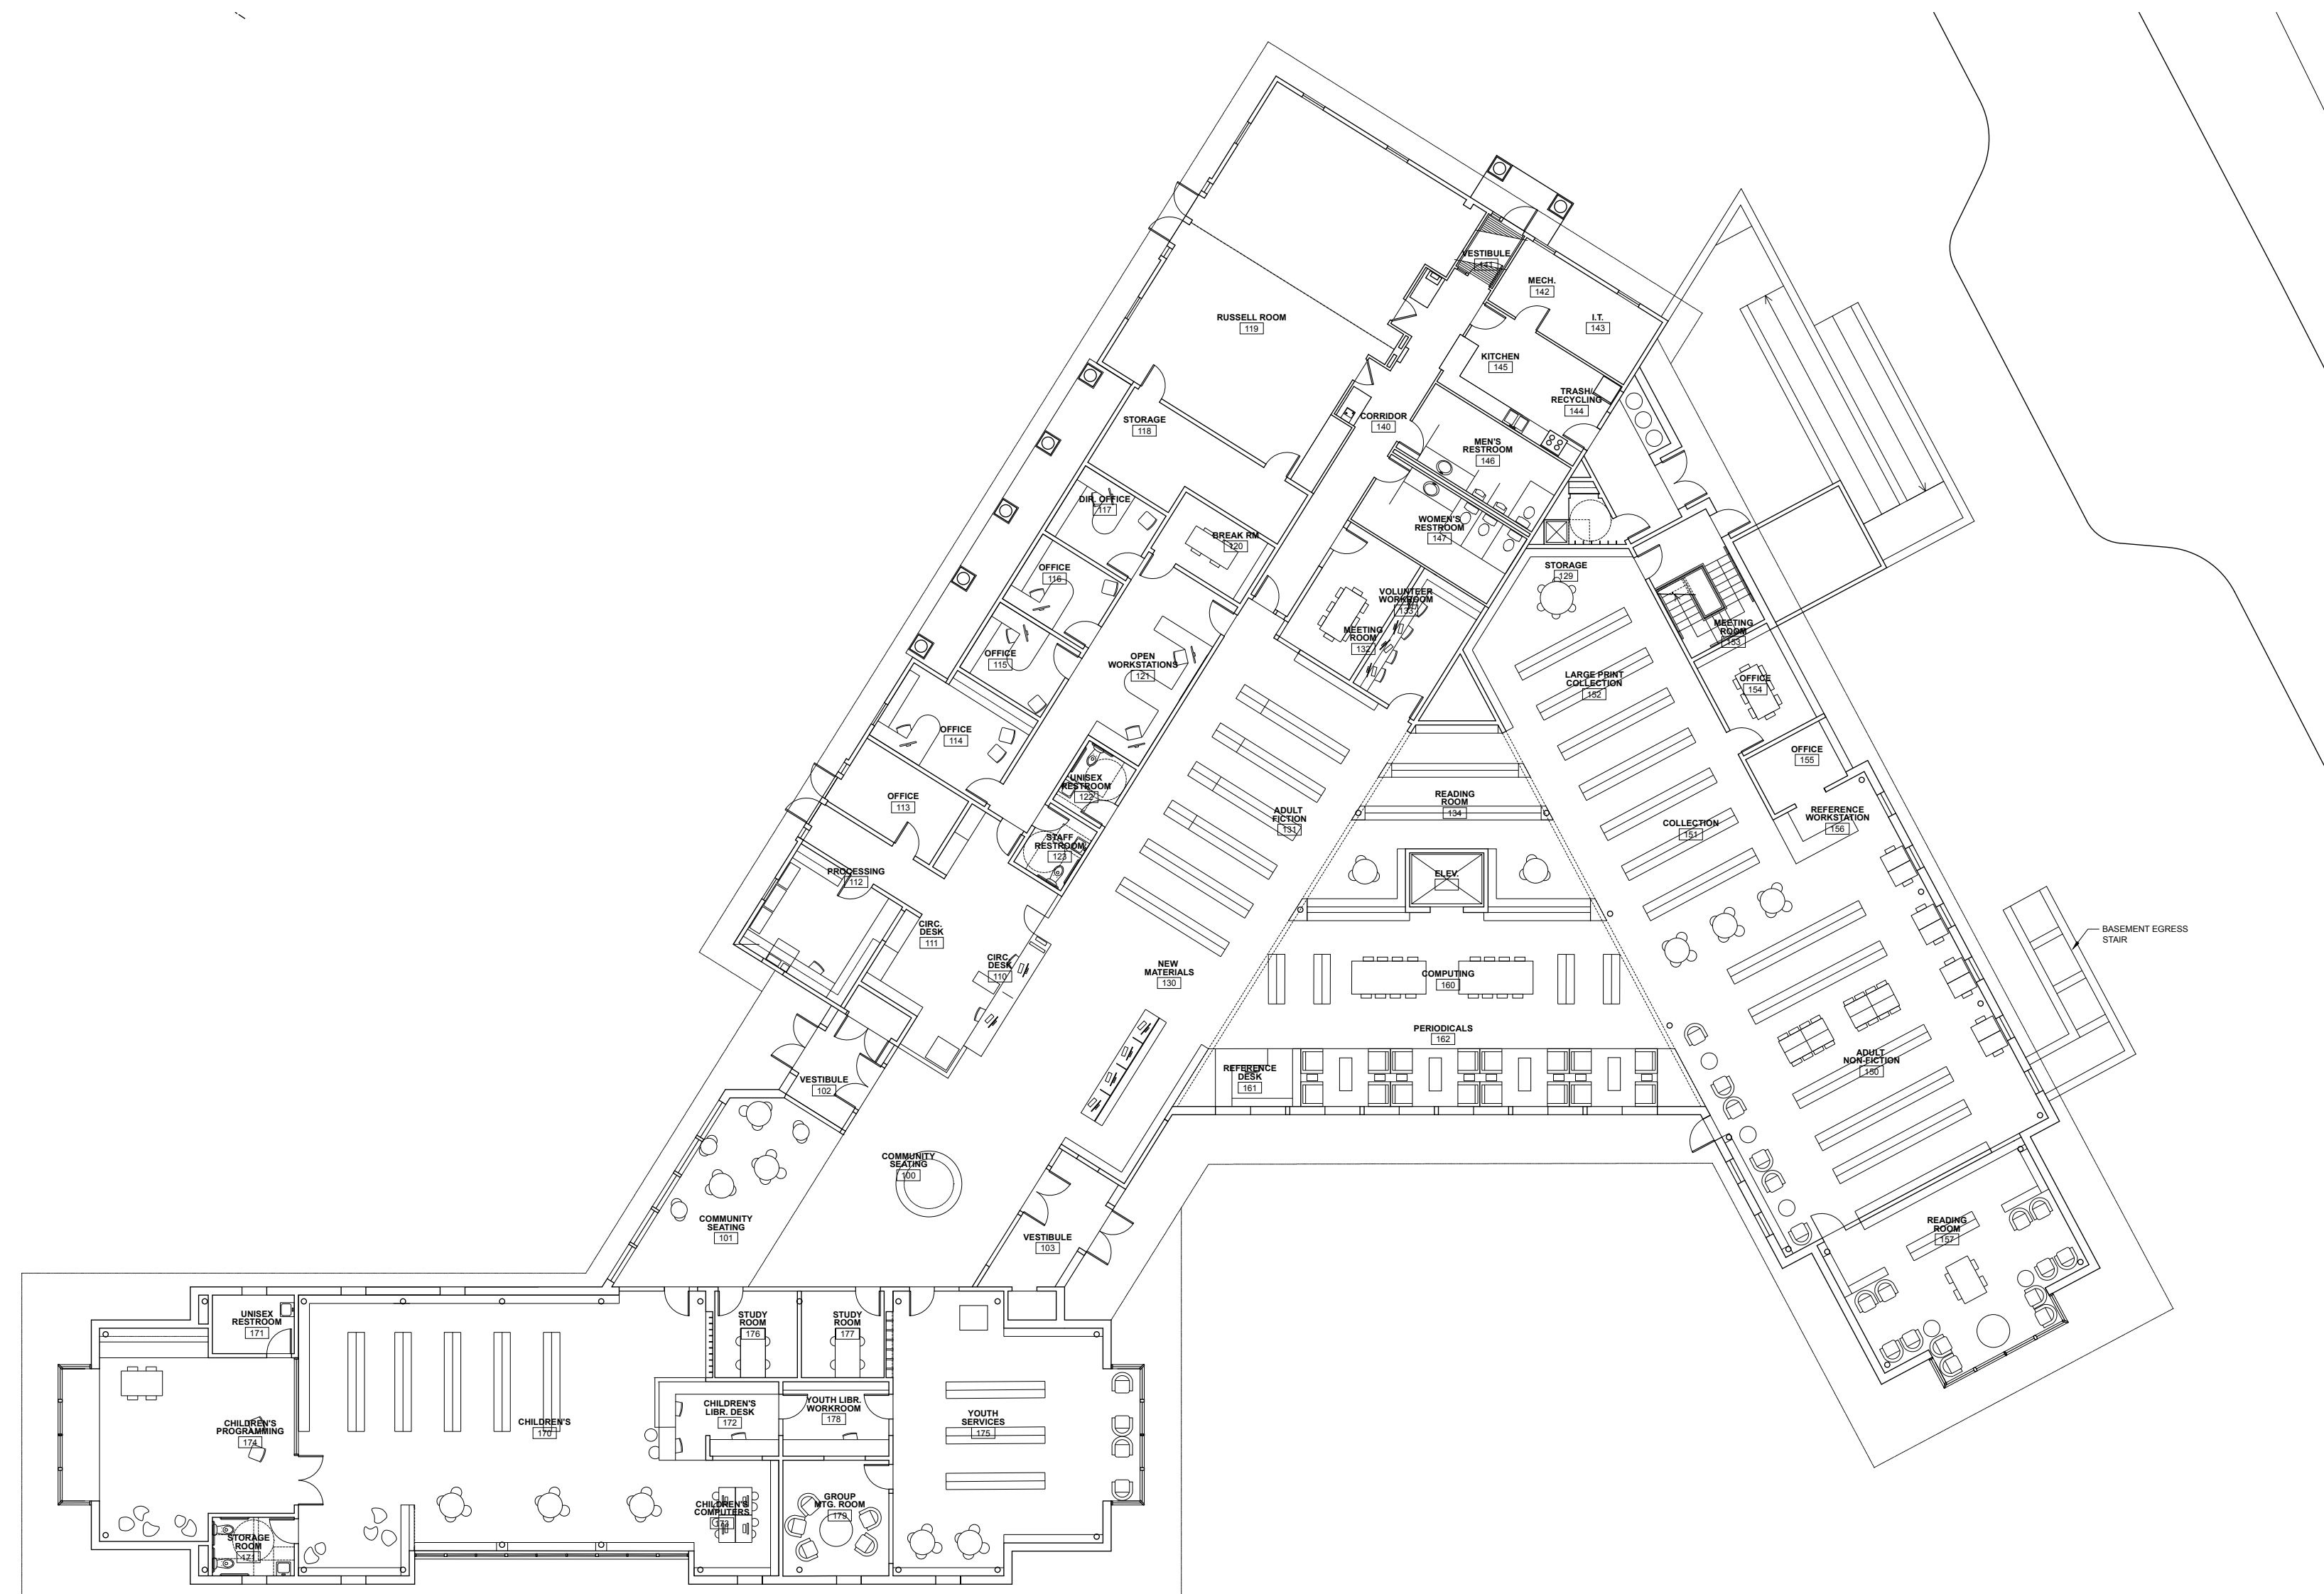 VESTIBULE
141
MECH.
142
RUSSELL ROOM
119
I.T.
143
KITCHEN
145
TRASH/
RECYCLING
144
STORAGE
118
CORRIDOR
140
MEN'S
RESTROOM
146
DIR. OFFICE
117
WOMEN'S
RESTROOM
147
BREAK RM
120
OFFICE
116
STORAGE
129
VOLUNTEER
WORKROOM
133
MEETING
ROOM
132
MEETING
ROOM
153
OFFICE
115
OPEN
WORKSTATIONS
121
LARGE PRINT
COLLECTION
152
OFFICE
154
OFFICE
114
OFFICE
155
UNISEX
RESTROOM
122
OFFICE
113
READING
ROOM
134
ADULT
FICTION
131
COLLECTION
151
REFERENCE
WORKSTATION
156
STAFF
RESTROOM
123
PROCESSING
112
ELEV.
CIRC.
DESK
111
BASEMENT EGRESS
STAIR
CIRC.
DESK
110
NEW
MATERIALS
130
COMPUTING
160
PERIODICALS
162
ADULT
NON-FICTION
150
REFERENCE
DESK
161
VESTIBULE
102
COMMUNITY
SEATING
100
COMMUNITY
SEATING
101
VESTIBULE
103
READING
ROOM
157
UNISEX
RESTROOM
171
STUDY
ROOM
176
STUDY
ROOM
177
CHILDREN'S
LIBR. DESK
172
YOUTH LIBR.
WORKROOM
178
YOUTH
SERVICES
175
CHILDREN'S
PROGRAMMING
174
CHILDREN'S
170
CHILDREN'S
COMPUTERS
173
GROUP
MTG. ROOM
179
STORAGE
ROOM
171